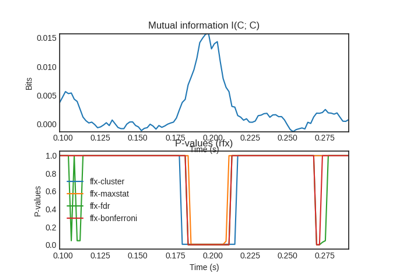 Mutual information I(C; C)
0.015
0.010
0.005
0.000
Bits
0.100 0.125 0.150 0.175 0.200 0.225 0.250 0.275
Time (s)
P-values (rfx)
1.0
0.8
0.6
0.4
0.2
0.0
P-values
ffx-cluster
ffx-maxstat
ffx-fdr
ffx-bonferroni
0.100 0.125 0.150 0.175 0.200 0.225 0.250 0.275
Time (s)